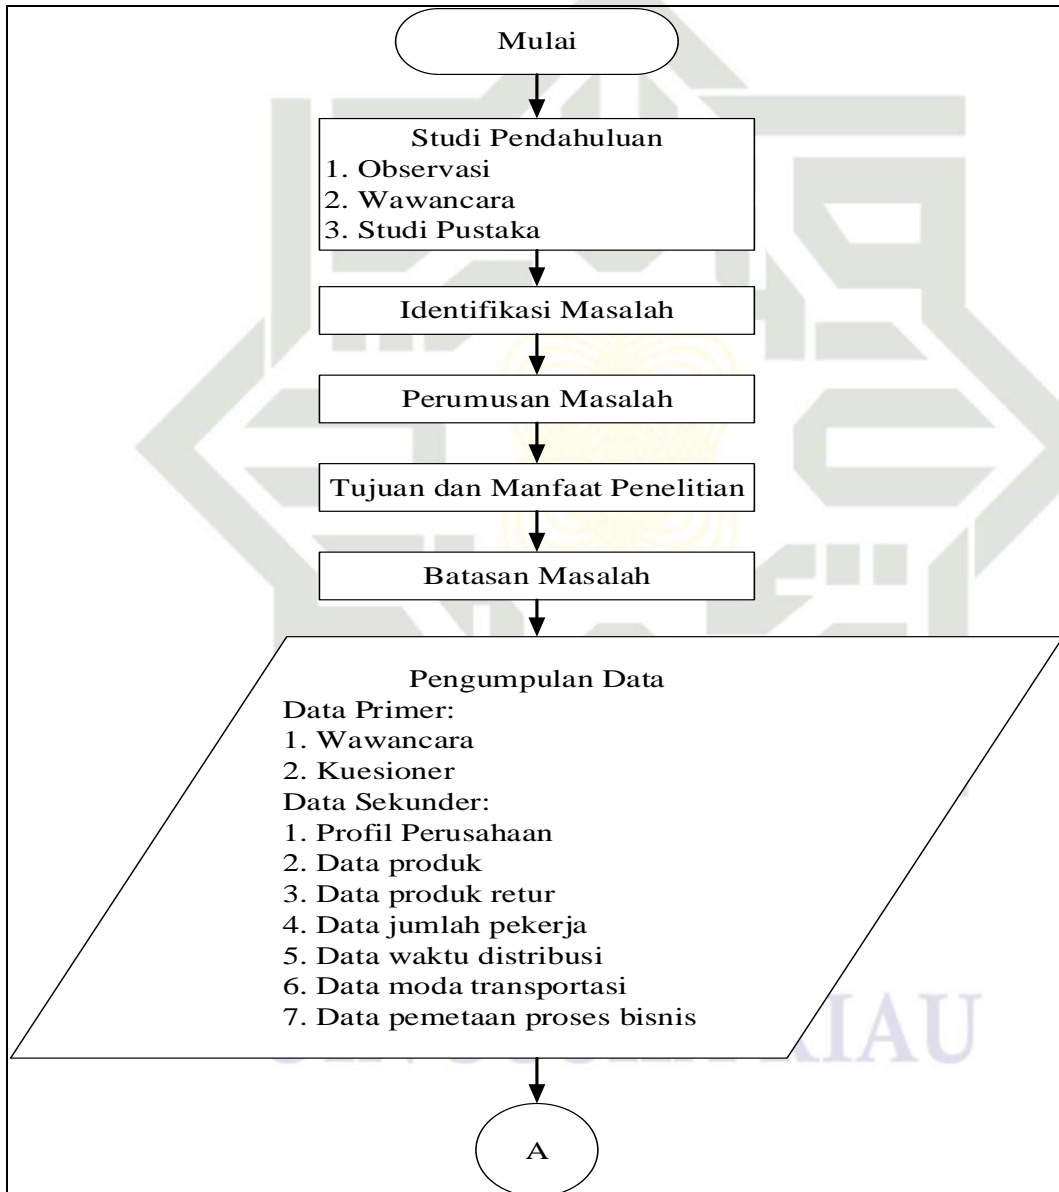 Mulai
Studi Pendahuluan
1. Observasi
2. Wawancara
3. Studi Pustaka
Identifikasi Masalah
Perumusan Masalah
Tujuan dan Manfaat Penelitian
Batasan Masalah
Pengumpulan Data
Data Primer:
1. Wawancara
2. Kuesioner
Data Sekunder:
1. Profil Perusahaan
2. Data produk
3. Data produk retur
4. Data jumlah pekerja
5. Data waktu distribusi
6. Data moda transportasi
7. Data pemetaan proses bisnis
A